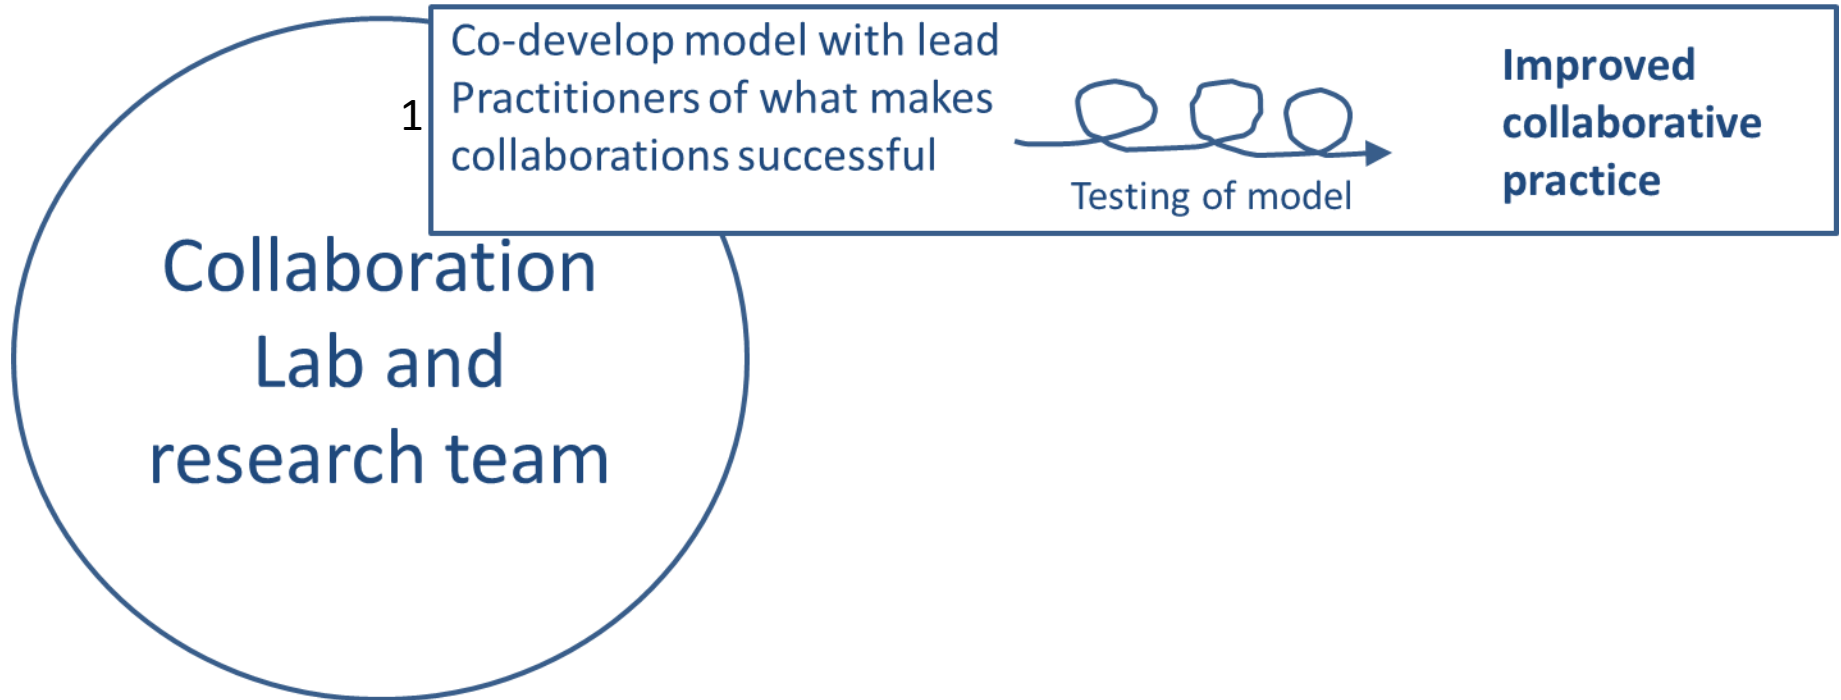 1
Co-develop model with lead
Practitioners of what makes
collaborations successful
Testing of model
Improved
collaborative
practice
Collaboration
Lab and
research team